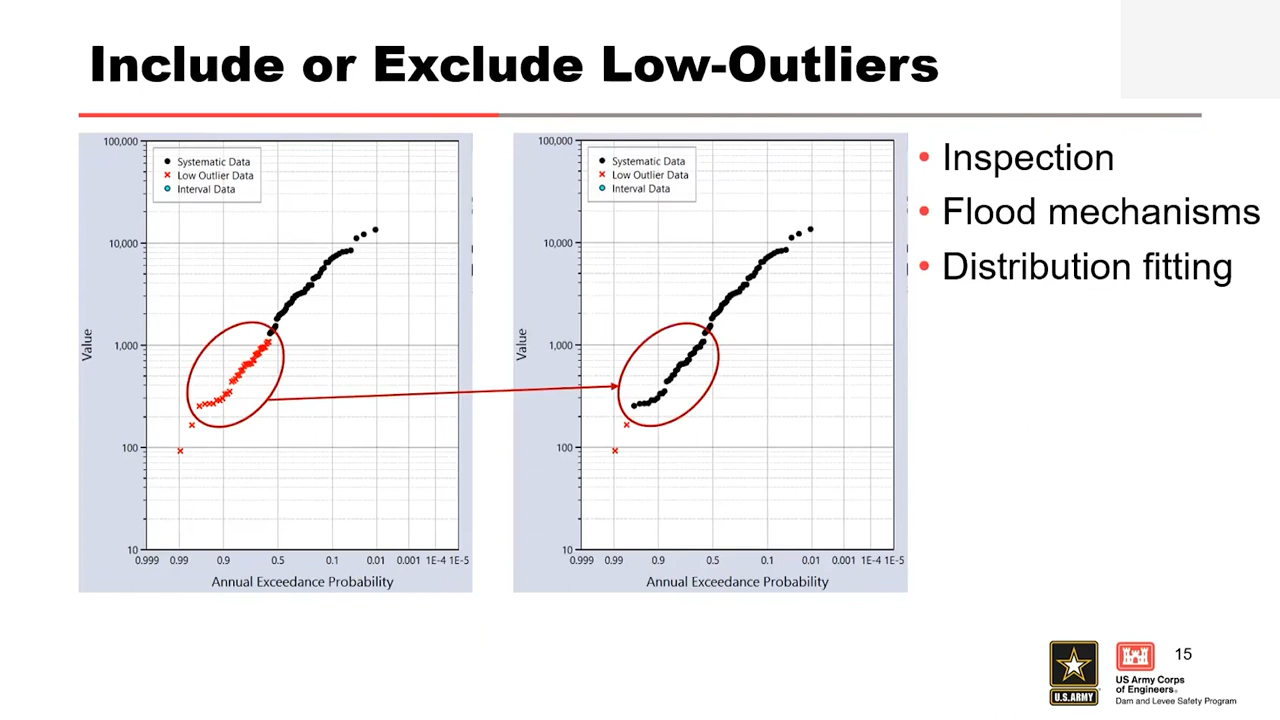 Include or Exclude Low-Outliers
100,000
10,000
1,000
100
10
Value
Systematic Data
Low Outlier Data
Interval Data
0.999 0.99 0.9 0.5 0.1 0.01 0.001 1E-4 1E-5
Annual Exceedance Probability
100,000
10,000
1,000
100
10
Value
Systematic Data
Low Outlier Data
Interval Data
0.999 0.99 0.9 0.5 0.1 0.01 0.001 1E-4 1E-5
Annual Exceedance Probability
• Inspection
• Flood mechanisms
• Distribution fitting
U.S.ARMY
US Army Corps
of Engineers®
Dam and Levee Safety Program
15